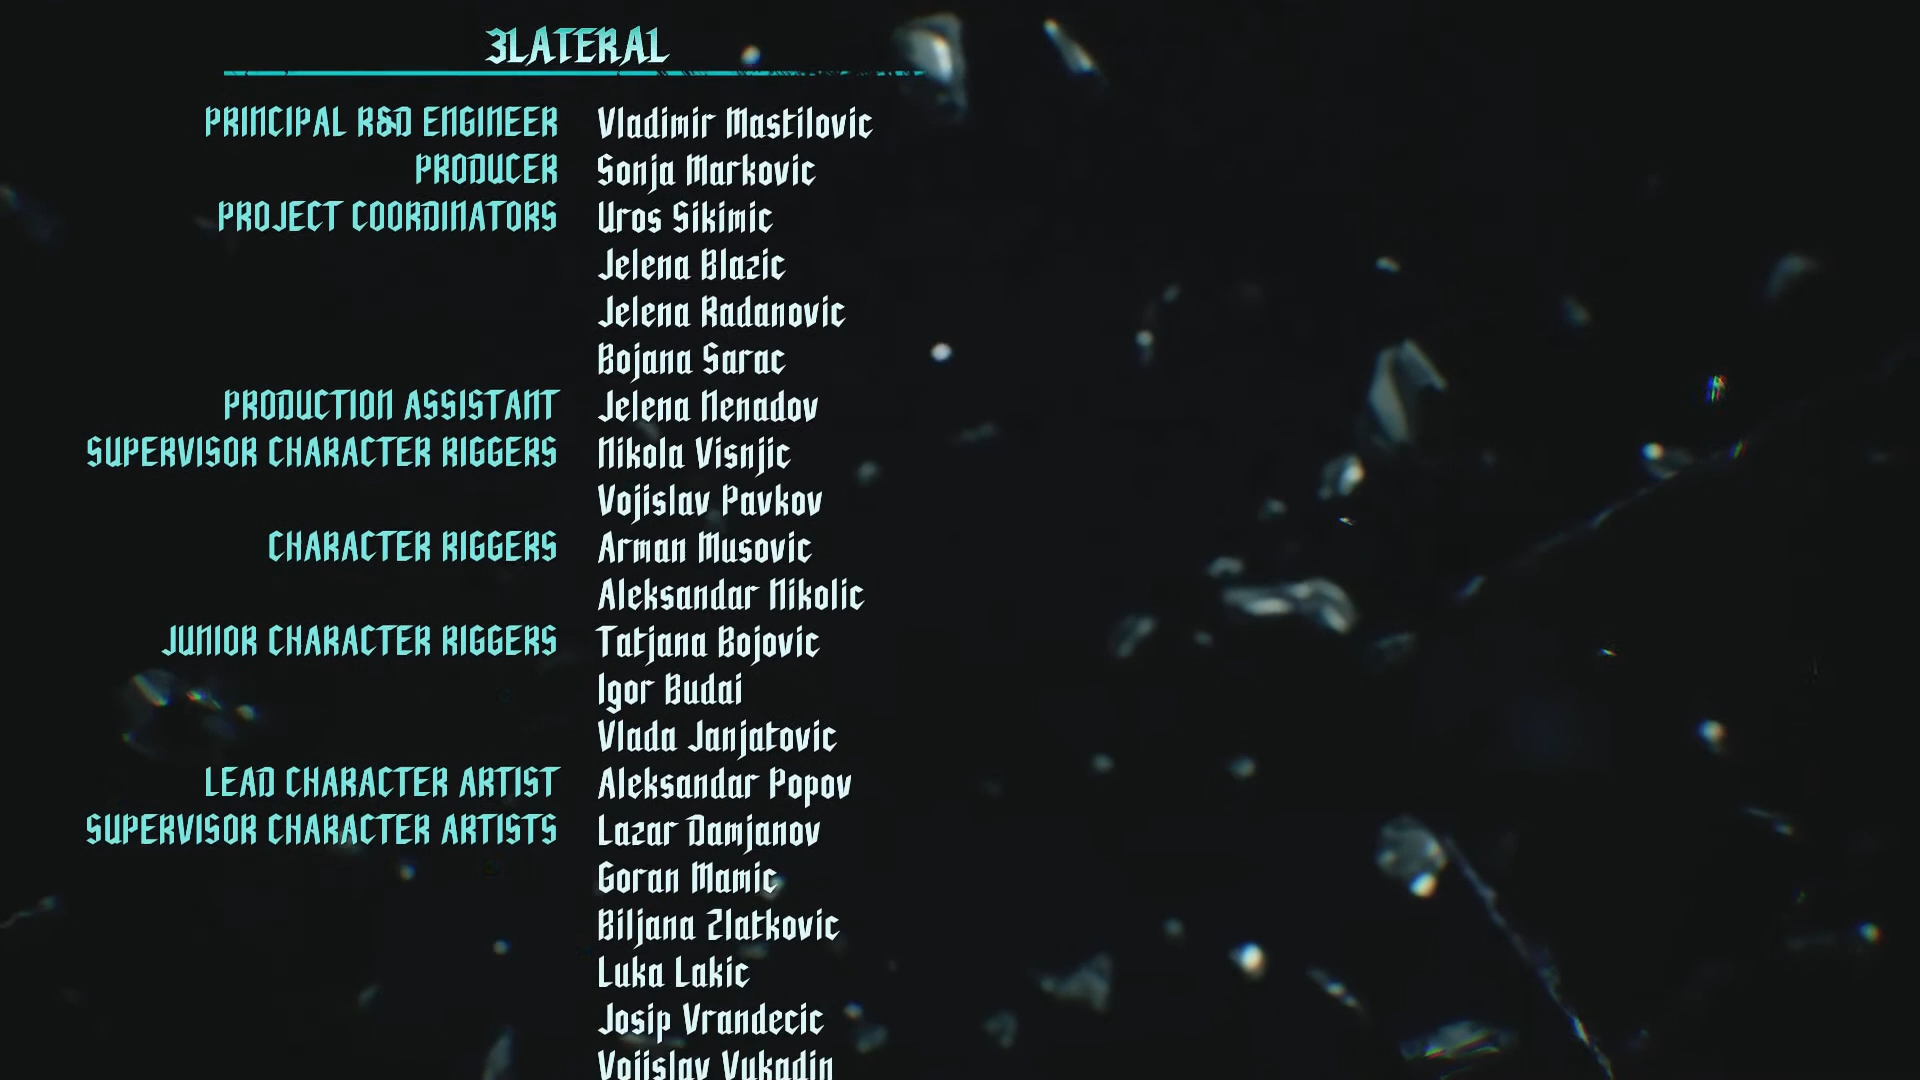 3LATERAL
PRINCIPAL R&D ENGINEER Vladimir Mastilovic
PRODUCER Sonja Markovic
PROJECT COORDINATORS Uros Sikimic
Jelena Blazic
Jelena Radanovic
Bojana Sarac
PRODUCTION ASSISTANT Jelena Nenadov
SUPERVISOR CHARACTER RIGGERS Nikola Visnjic
Vojislav Pavkov
CHARACTER RIGGERS Arman Musovic
Aleksandar Nikolic
JUNIOR CHARACTER RIGGERS Tatjana Bojovic
Igor Budai
Vlada Janjatovic
LEAD CHARACTER ARTIST Aleksandar Popov
SUPERVISOR CHARACTER ARTISTS Lazar Damjanov
Goran Mamic
Biljana Zlatkovic
Luka Lakic
Josip Vrandecic
Vojislav Vukadin